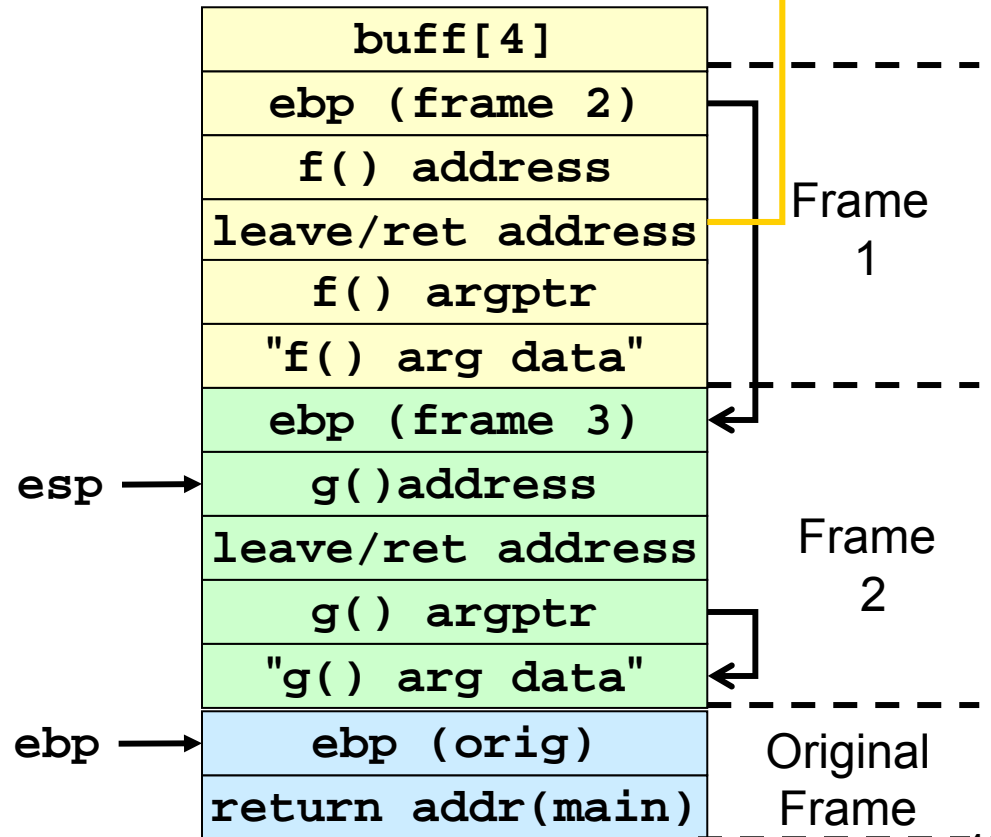 buff[4]
ebp (frame 2)
f() address
leave/ret address
f() argptr
"f() arg data"
Frame
1
ebp (frame 3)
esp
g()address
leave/ret address
g() argptr
"g() arg data"
Frame
2
ebp
ebp (orig)
return addr(main)
Original
Frame